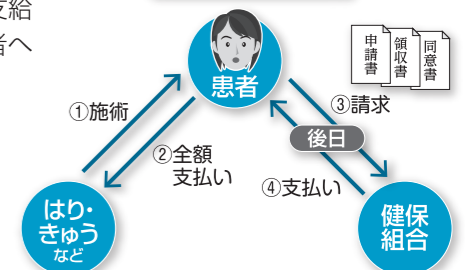 支給
者へ
患者
申請書
領収書
同意書
①施術
②全額
支払い
③請求
後日
④支払い
はり・
きゅう
など
健保
組合